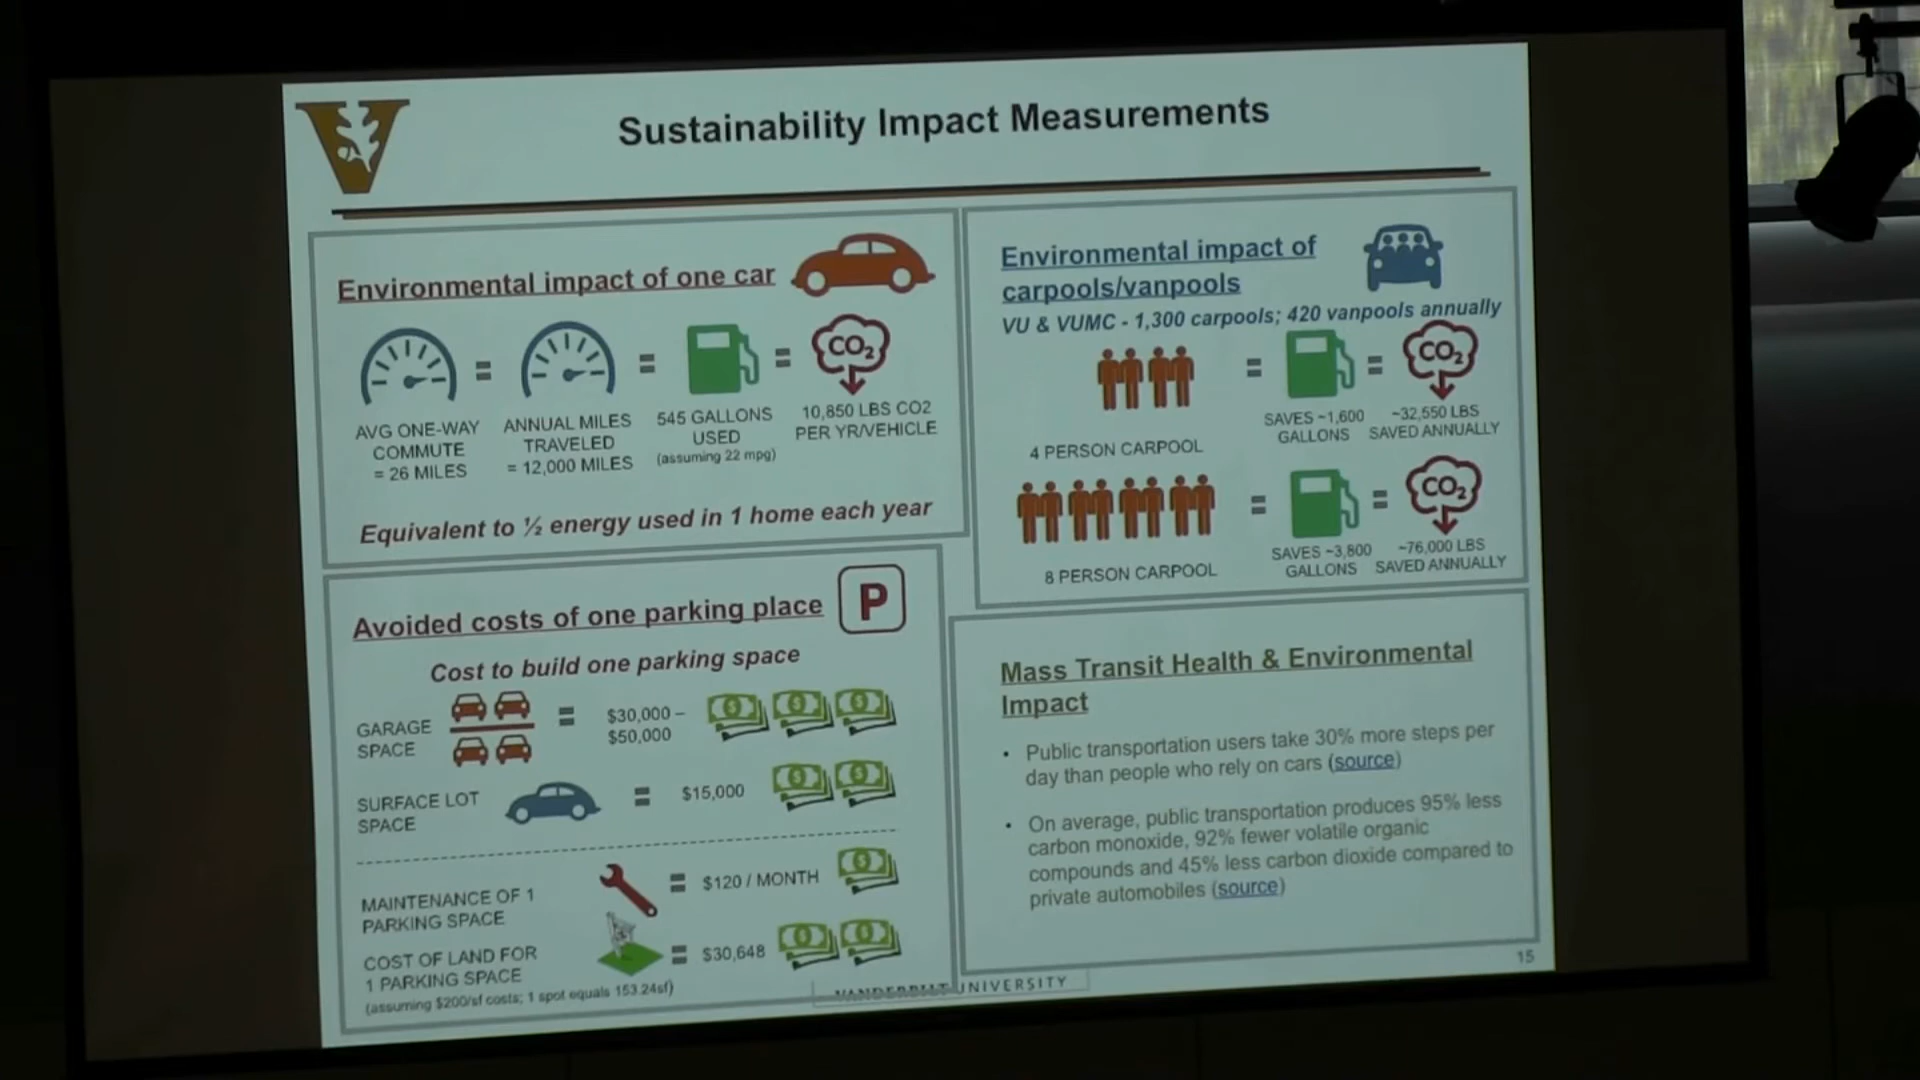 Sustainability Impact Measurements
Environmental impact of one car
AVG ONE-WAY
COMMUTE
= 26 MILES
=
ANNUAL MILES
TRAVELED
= 12,000 MILES
=
545 GALLONS
USED
(assuming 22 mpg)
=
CO2
10,850 LBS CO2
PER YR/VEHICLE
Equivalent to ½ energy used in 1 home each year
Environmental impact of
carpools/vanpools
VU & VUMC - 1,300 carpools; 420 vanpools annually
4 PERSON CARPOOL
=
SAVES ~1,600
GALLONS
=
CO2
~32,550 LBS
SAVED ANNUALLY
8 PERSON CARPOOL
=
SAVES ~3,800
GALLONS
=
CO2
~76,000 LBS
SAVED ANNUALLY
Avoided costs of one parking place
P
Cost to build one parking space
GARAGE
SPACE
=
$30,000 –
$50,000
SURFACE LOT
SPACE
=
$15,000
MAINTENANCE OF 1
PARKING SPACE
=
$120 / MONTH
COST OF LAND FOR
1 PARKING SPACE
=
$30,648
(assuming $200/sf costs; 1 spot equals 153.24sf)
Mass Transit Health & Environmental
Impact
• Public transportation users take 30% more steps per
day than people who rely on cars (source)
• On average, public transportation produces 95% less
carbon monoxide, 92% fewer volatile organic
compounds and 45% less carbon dioxide compared to
private automobiles (source)
VANDERBILT UNIVERSITY
15